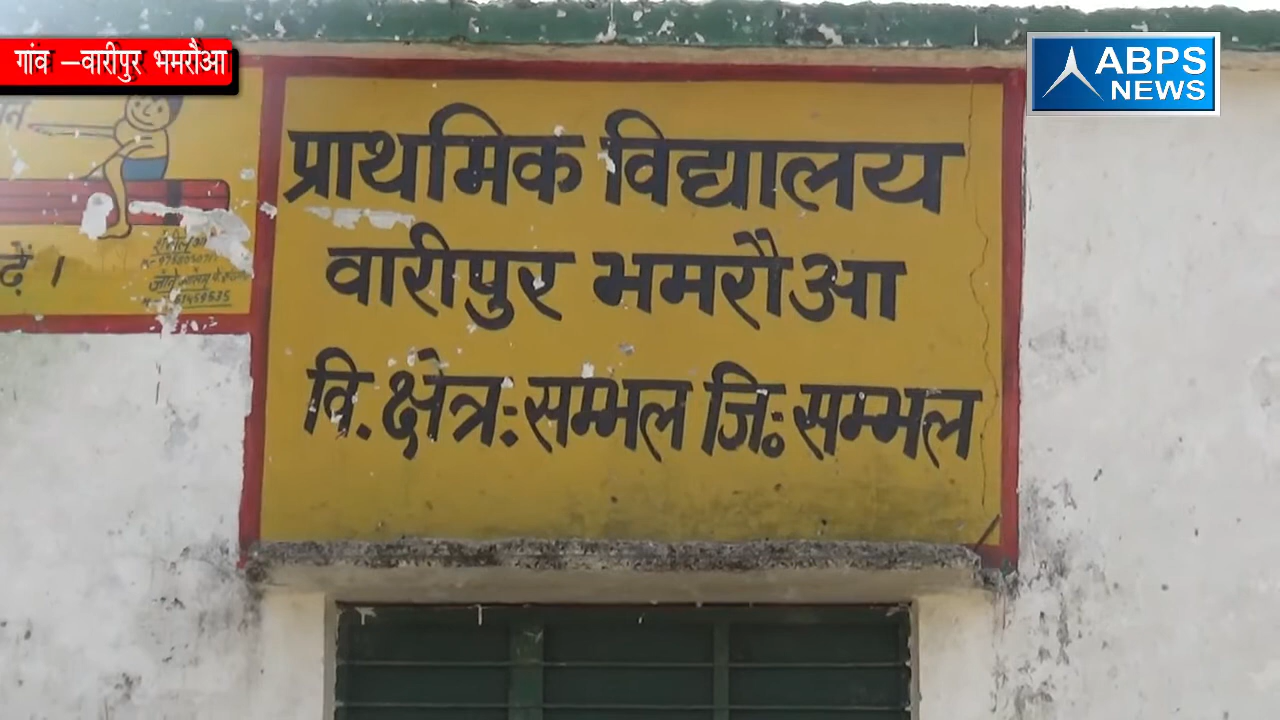 गांव –वारीपुर भमरौआ
ABPS
NEWS
प्राथमिक विद्यालय
वारीपुर भमरौआ
वि. क्षेत्र: सम्भल जि: सम्भल
ढ़ें ।